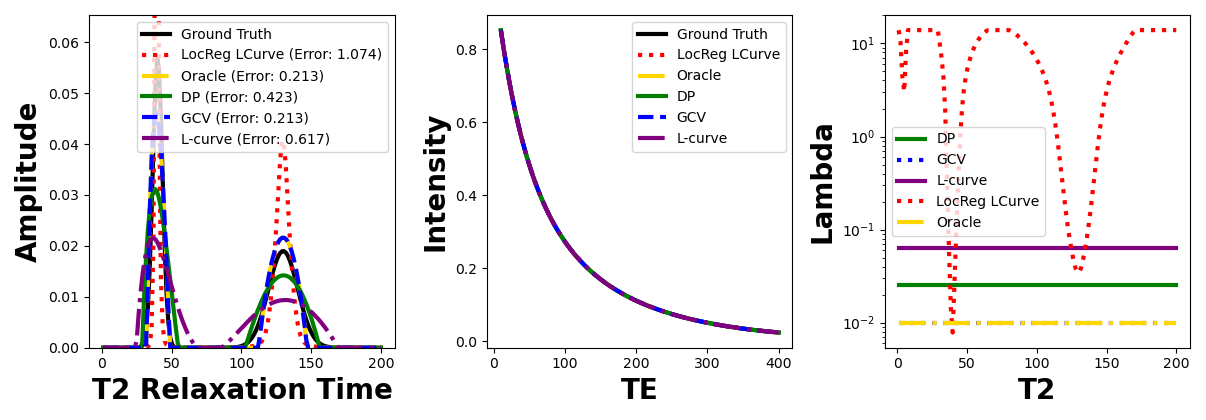 Amplitude
0.06
0.05
0.04
0.03
0.02
0.01
0.00
Ground Truth
LocReg LCurve (Error: 1.074)
Oracle (Error: 0.213)
DP (Error: 0.423)
GCV (Error: 0.213)
L-curve (Error: 0.617)
0 50 100 150 200
T2 Relaxation Time
Intensity
0.8
0.6
0.4
0.2
0.0
Ground Truth
LocReg LCurve
Oracle
DP
GCV
L-curve
0 100 200 300 400
TE
Lambda
10¹
10⁰
10⁻¹
10⁻²
DP
GCV
L-curve
LocReg LCurve
Oracle
0 50 100 150 200
T2